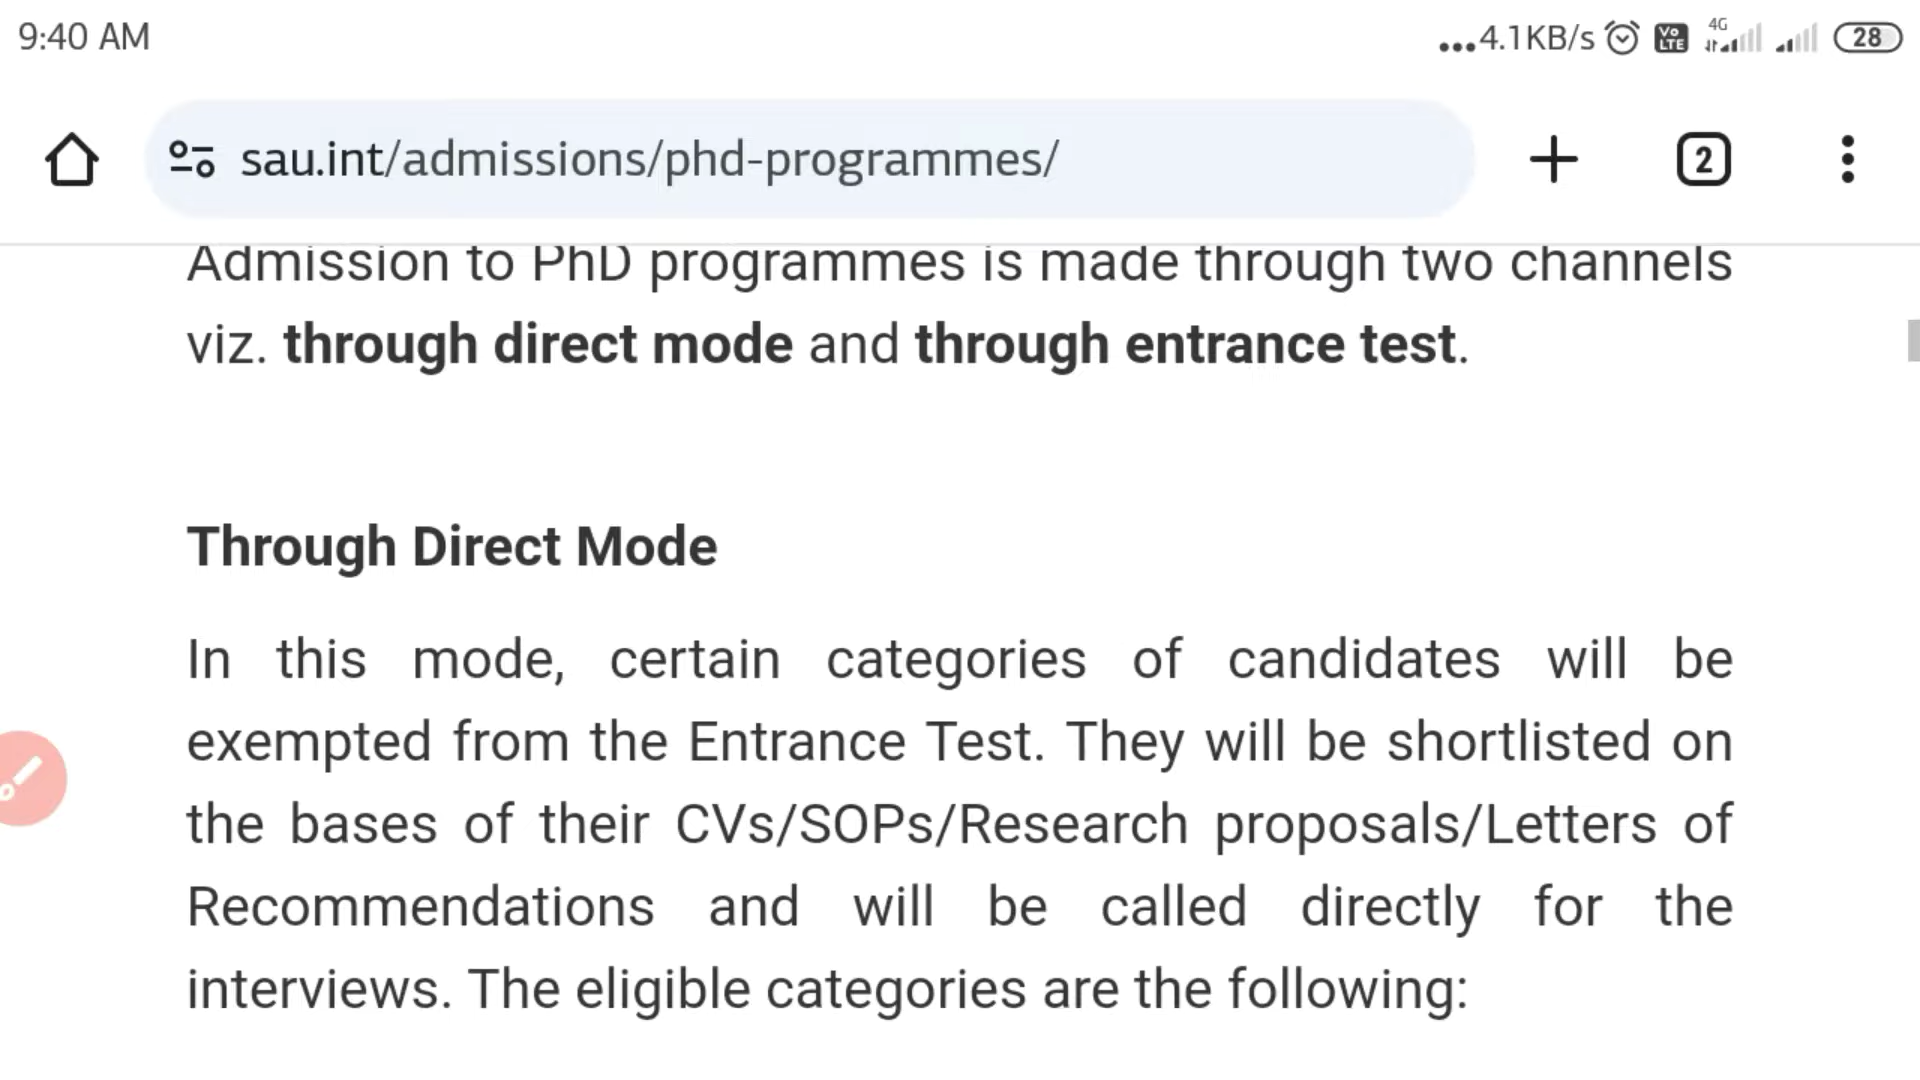 9:40 AM
...4.1KB/s Vo LTE 4G 28
sau.int/admissions/phd-programmes/
2
Admission to PhD programmes is made through two channels
viz. through direct mode and through entrance test.
Through Direct Mode
In this mode, certain categories of candidates will be
exempted from the Entrance Test. They will be shortlisted on
the bases of their CVs/SOPs/Research proposals/Letters of
Recommendations and will be called directly for the
interviews. The eligible categories are the following: